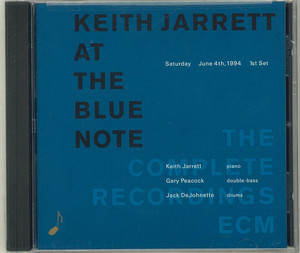 KEITH JARRETT
AT
THE
BLUE
NOTE
Saturday June 4th, 1994 1st Set
THE
COMPLETE
RECORDINGS
ECM
Keith Jarrett piano
Gary Peacock double-bass
Jack DeJohnette drums